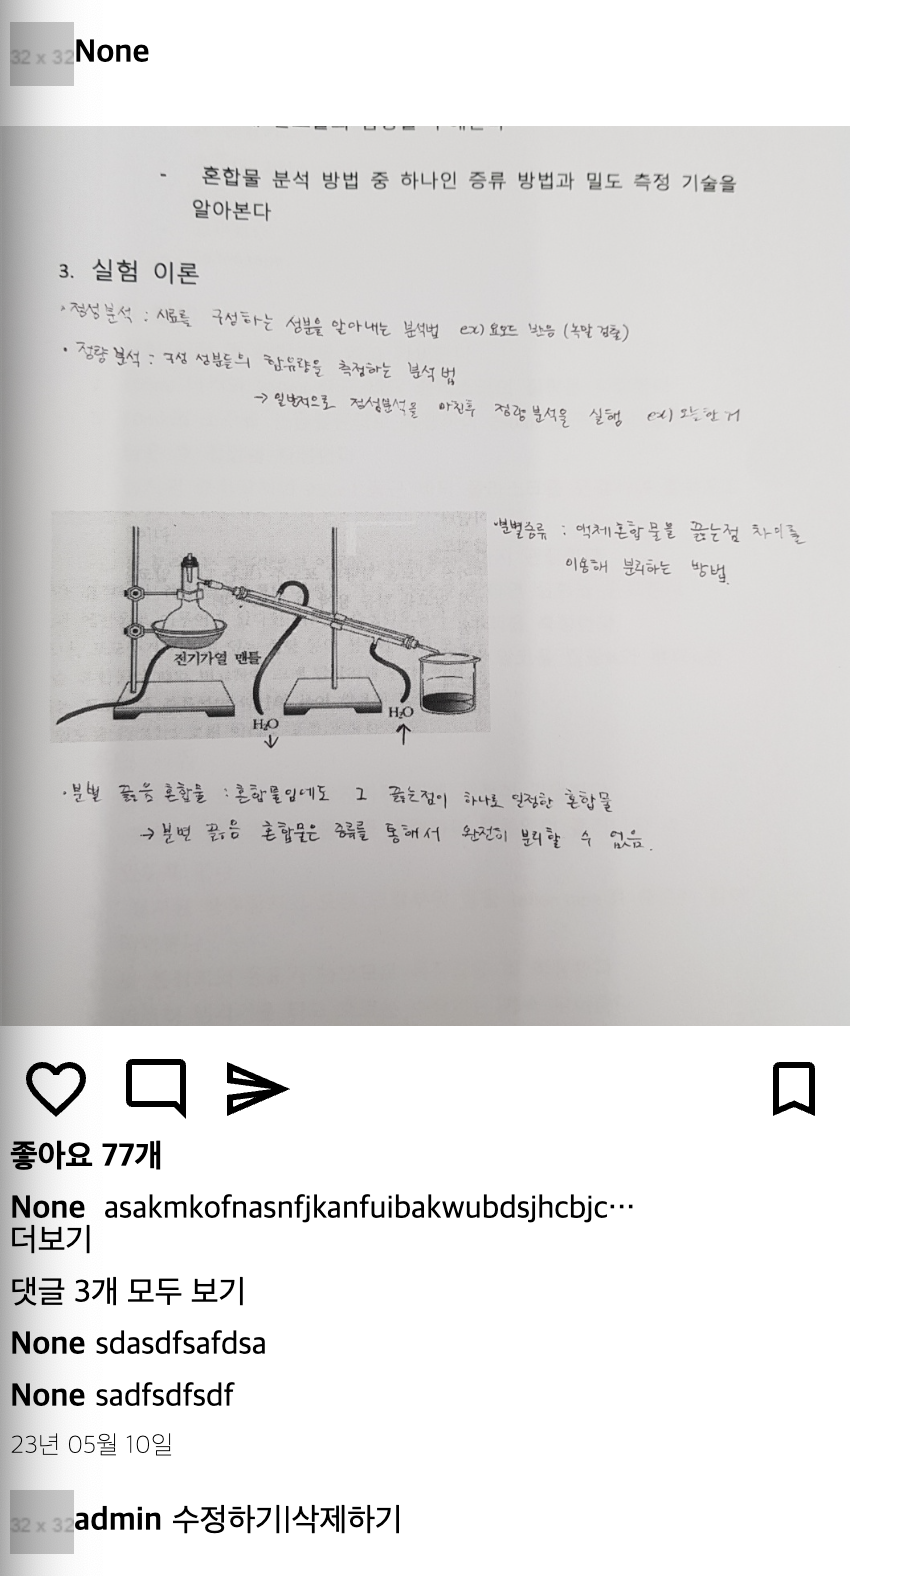 32 x 32 None
- 혼합물 분석 방법 중 하나인 증류 방법과 밀도 측정 기술을
알아본다
3. 실험 이론
· 정성분석 : 시료를 구성하는 성분을 알아내는 분석법 ex) 요오드 반응 (녹말 검출)
· 정량분석 : 구성 성분들의 함유량을 측정하는 분석법
→ 일반적으로 정성분석을 마친후 정량분석을 실행 ex) 오늘한거
·분별증류 : 액체혼합물불 끓는점 차이를
이용해 분리하는 방법.
전기가열 맨틀
H₂O ↓
H₂O ↑
· 분별 끓음 혼합물 : 혼합물임에도 그 끓는점이 하나로 일정한 혼합물
→ 분별 끓음 혼합물은 증류를 통해서 완전히 분리할 수 없음.
좋아요 77개
None asakmkofnasnfjkanfuibakwubdsjhcbjc…
더보기
댓글 3개 모두 보기
None sdasdfsafdsa
None sadfsdfsdf
23년 05월 10일
32 x 32 admin 수정하기|삭제하기